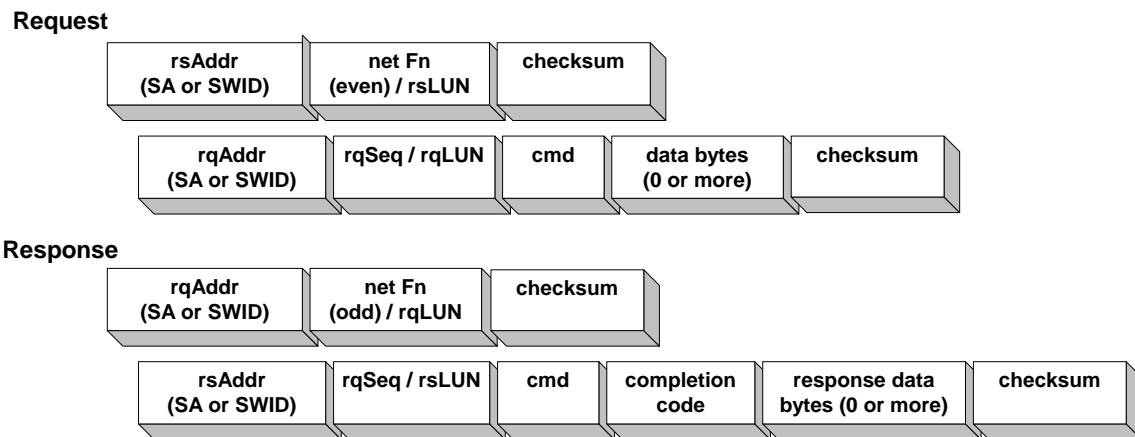 Request
rsAddr
(SA or SWID)
net Fn
(even) / rsLUN
checksum
rqAddr
(SA or SWID)
rqSeq / rqLUN
cmd
data bytes
(0 or more)
checksum
Response
rqAddr
(SA or SWID)
net Fn
(odd) / rqLUN
checksum
rsAddr
(SA or SWID)
rqSeq / rsLUN
cmd
completion
code
response data
bytes (0 or more)
checksum